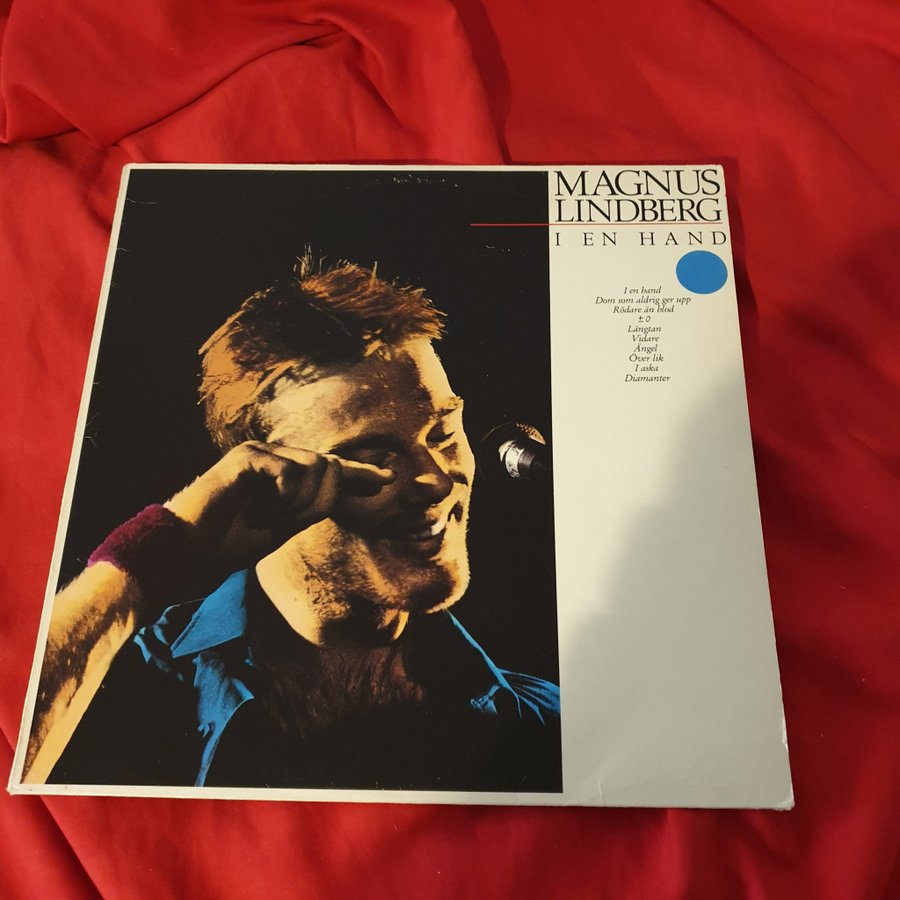 MAGNUS
LINDBERG
I EN HAND
I en hand
Dom som aldrig ger upp
Rödare än blod
± 0
Längtan
Vidare
Ängel
Över lik
I aska
Diamanter